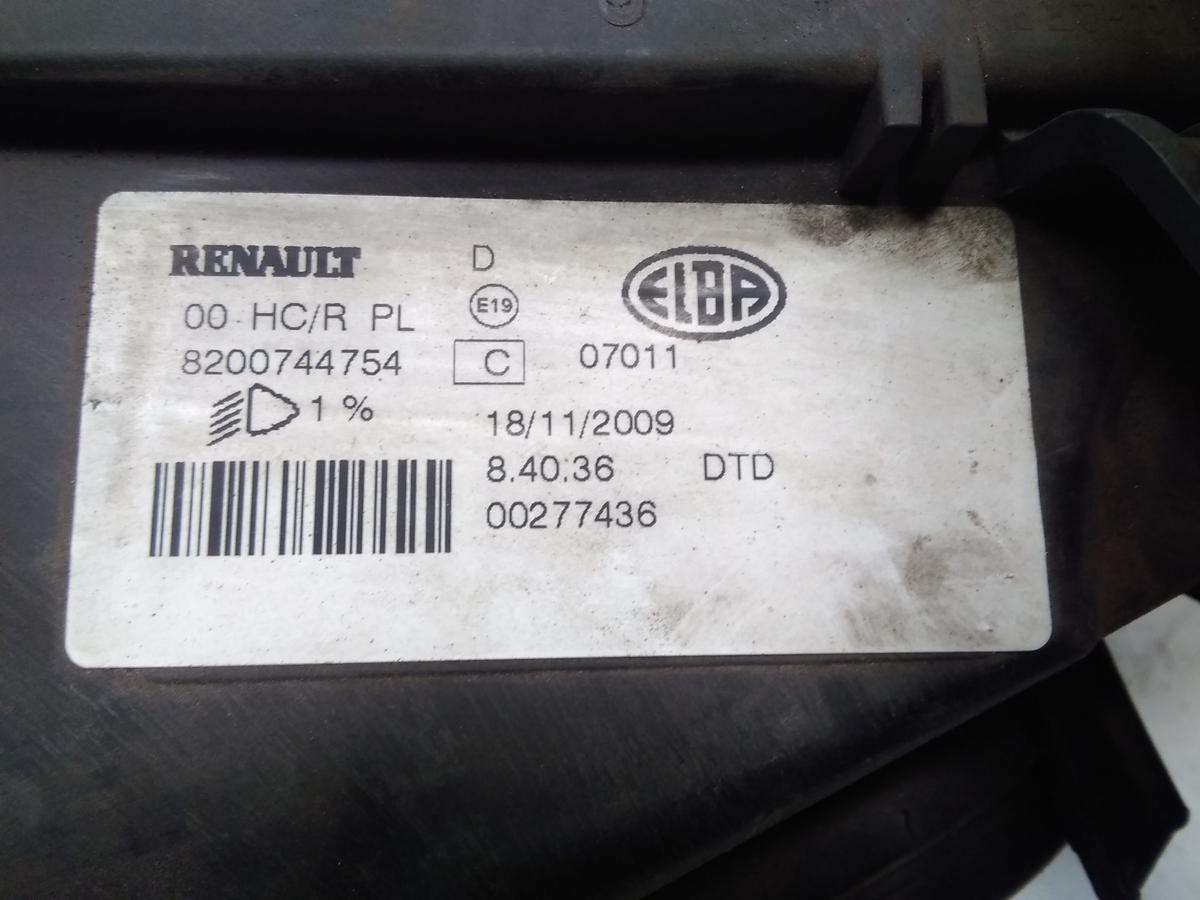 RENAULT D ELBA
00 HC/R PL E19
8200744754 C 07011
1 % 18/11/2009
8.40:36 DTD
00277436